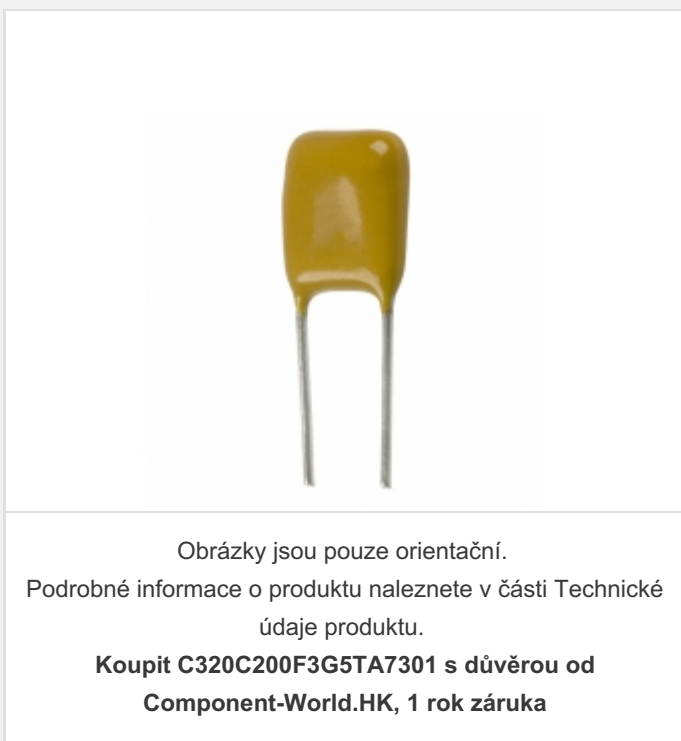 Obrázky jsou pouze orientační.
Podrobné informace o produktu naleznete v části Technické
údaje produktu.
Koupit C320C200F3G5TA7301 s důvěrou od
Component-World.HK, 1 rok záruka